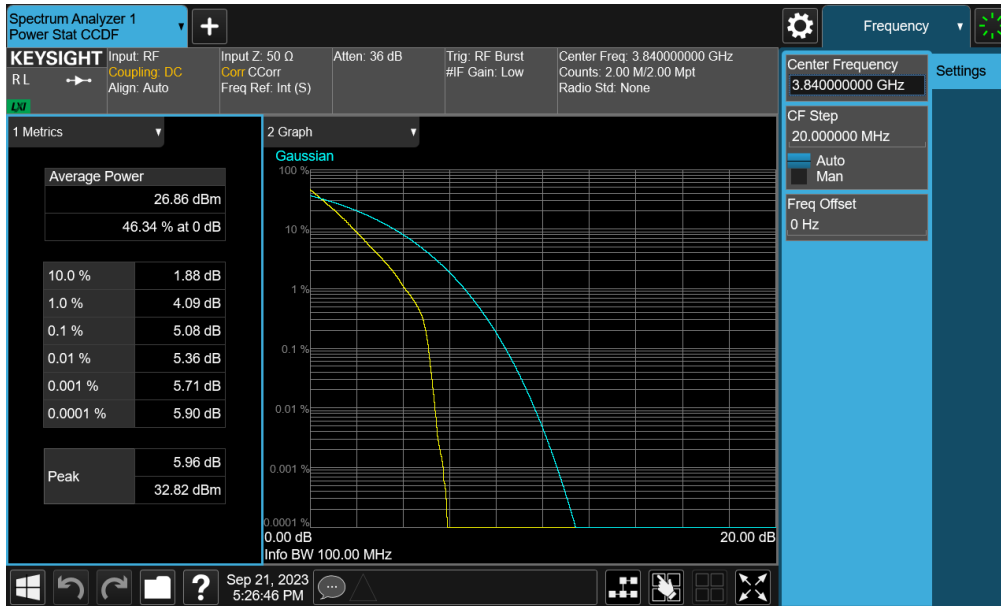 Spectrum Analyzer 1
Power Stat CCDF
+
Frequency
KEYSIGHT
R L
LXI
Input: RF
Coupling: DC
Align: Auto
Input Z: 50 Ω
Corr CCorr
Freq Ref: Int (S)
Atten: 36 dB
Trig: RF Burst
#IF Gain: Low
Center Freq: 3.840000000 GHz
Counts: 2.00 M/2.00 Mpt
Radio Std: None
Center Frequency
3.840000000 GHz
Settings
CF Step
20.000000 MHz
Auto
Man
Freq Offset
0 Hz
1 Metrics
Average Power
26.86 dBm
46.34 % at 0 dB
10.0 % 1.88 dB
1.0 % 4.09 dB
0.1 % 5.08 dB
0.01 % 5.36 dB
0.001 % 5.71 dB
0.0001 % 5.90 dB
Peak
5.96 dB
32.82 dBm
2 Graph
Gaussian
100 %
10 %
1 %
0.1 %
0.01 %
0.001 %
0.0001 %
0.00 dB 20.00 dB
Info BW 100.00 MHz
?
Sep 21, 2023
5:26:46 PM